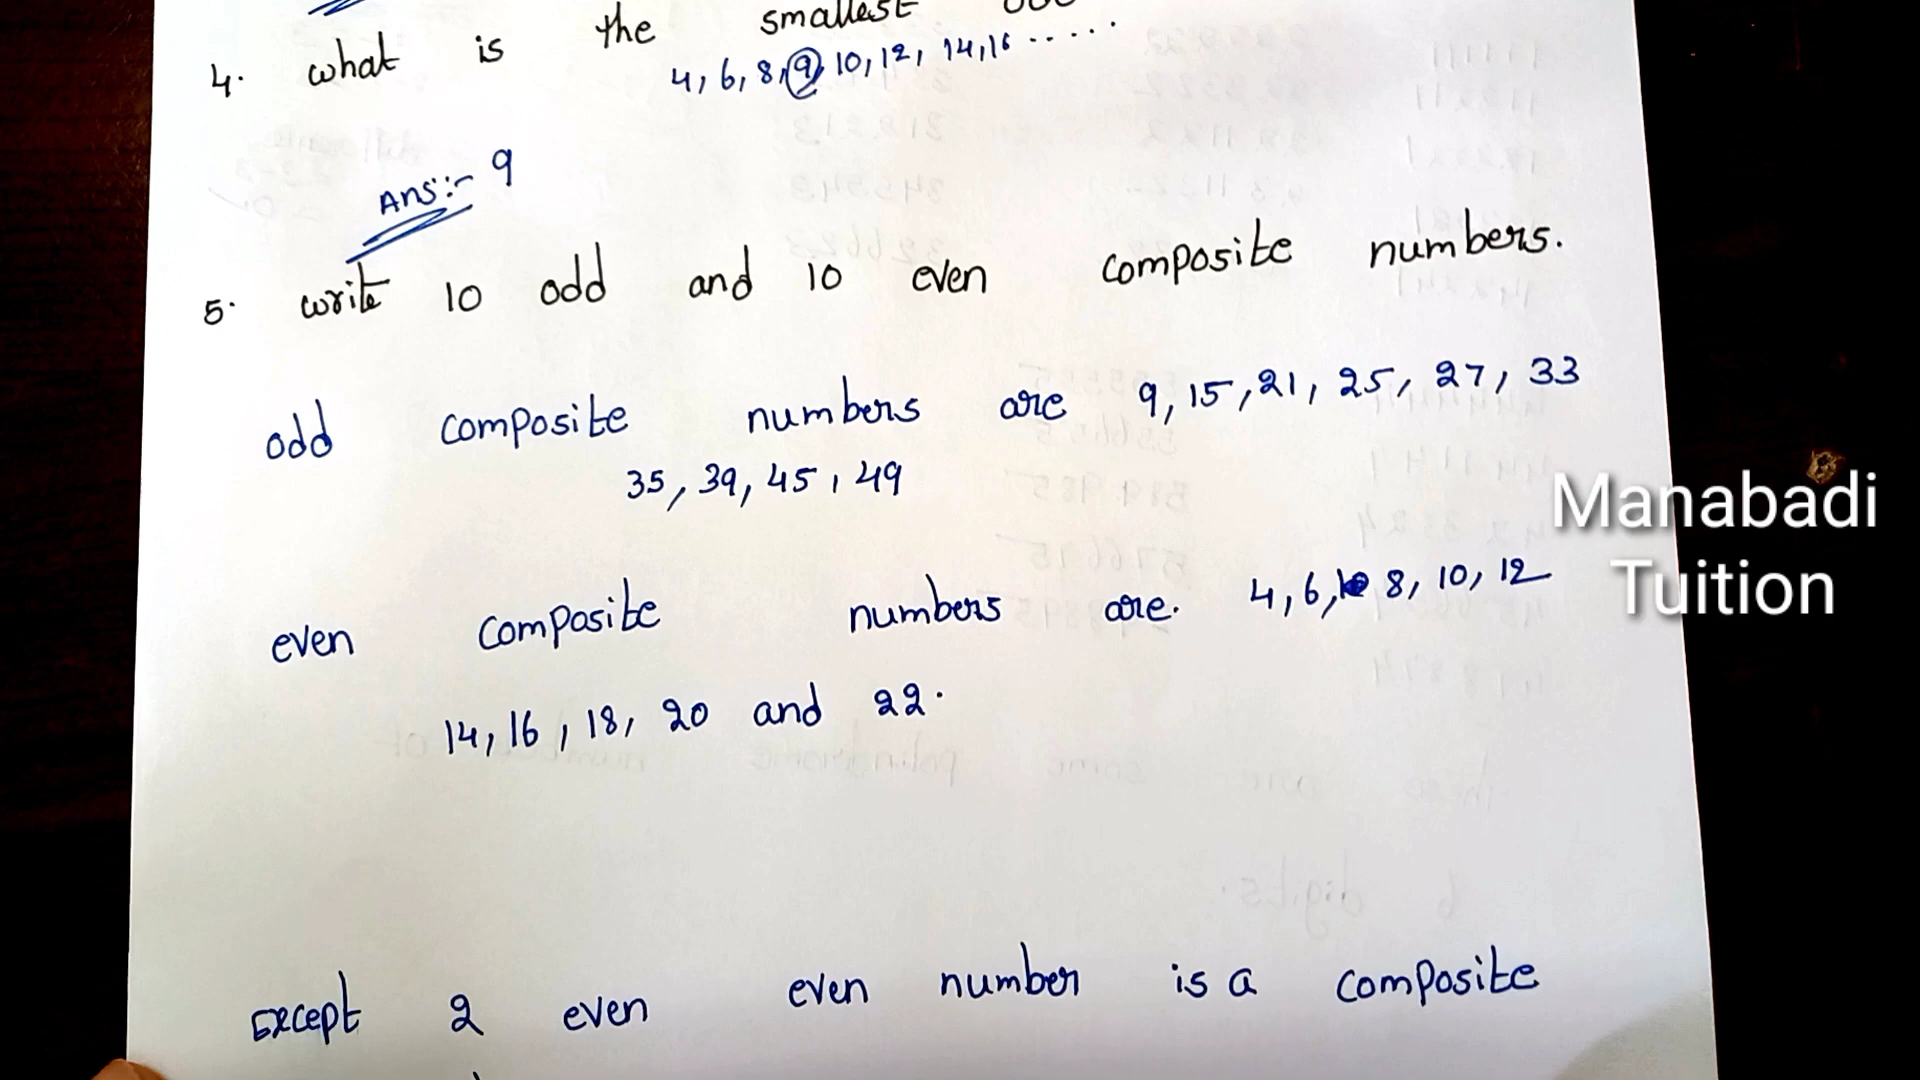 4. what is the smallest
4, 6, 8, 9, 10, 12, 14, 16 .....
Ans:- 9
5. write 10 odd and 10 even composite numbers.
odd composite numbers are 9, 15, 21, 25, 27, 33
35, 39, 45, 49
even composite numbers are. 4, 6, 8, 10, 12
14, 16, 18, 20 and 22.
Except 2 even even number is a composite
Manabadi
Tuition